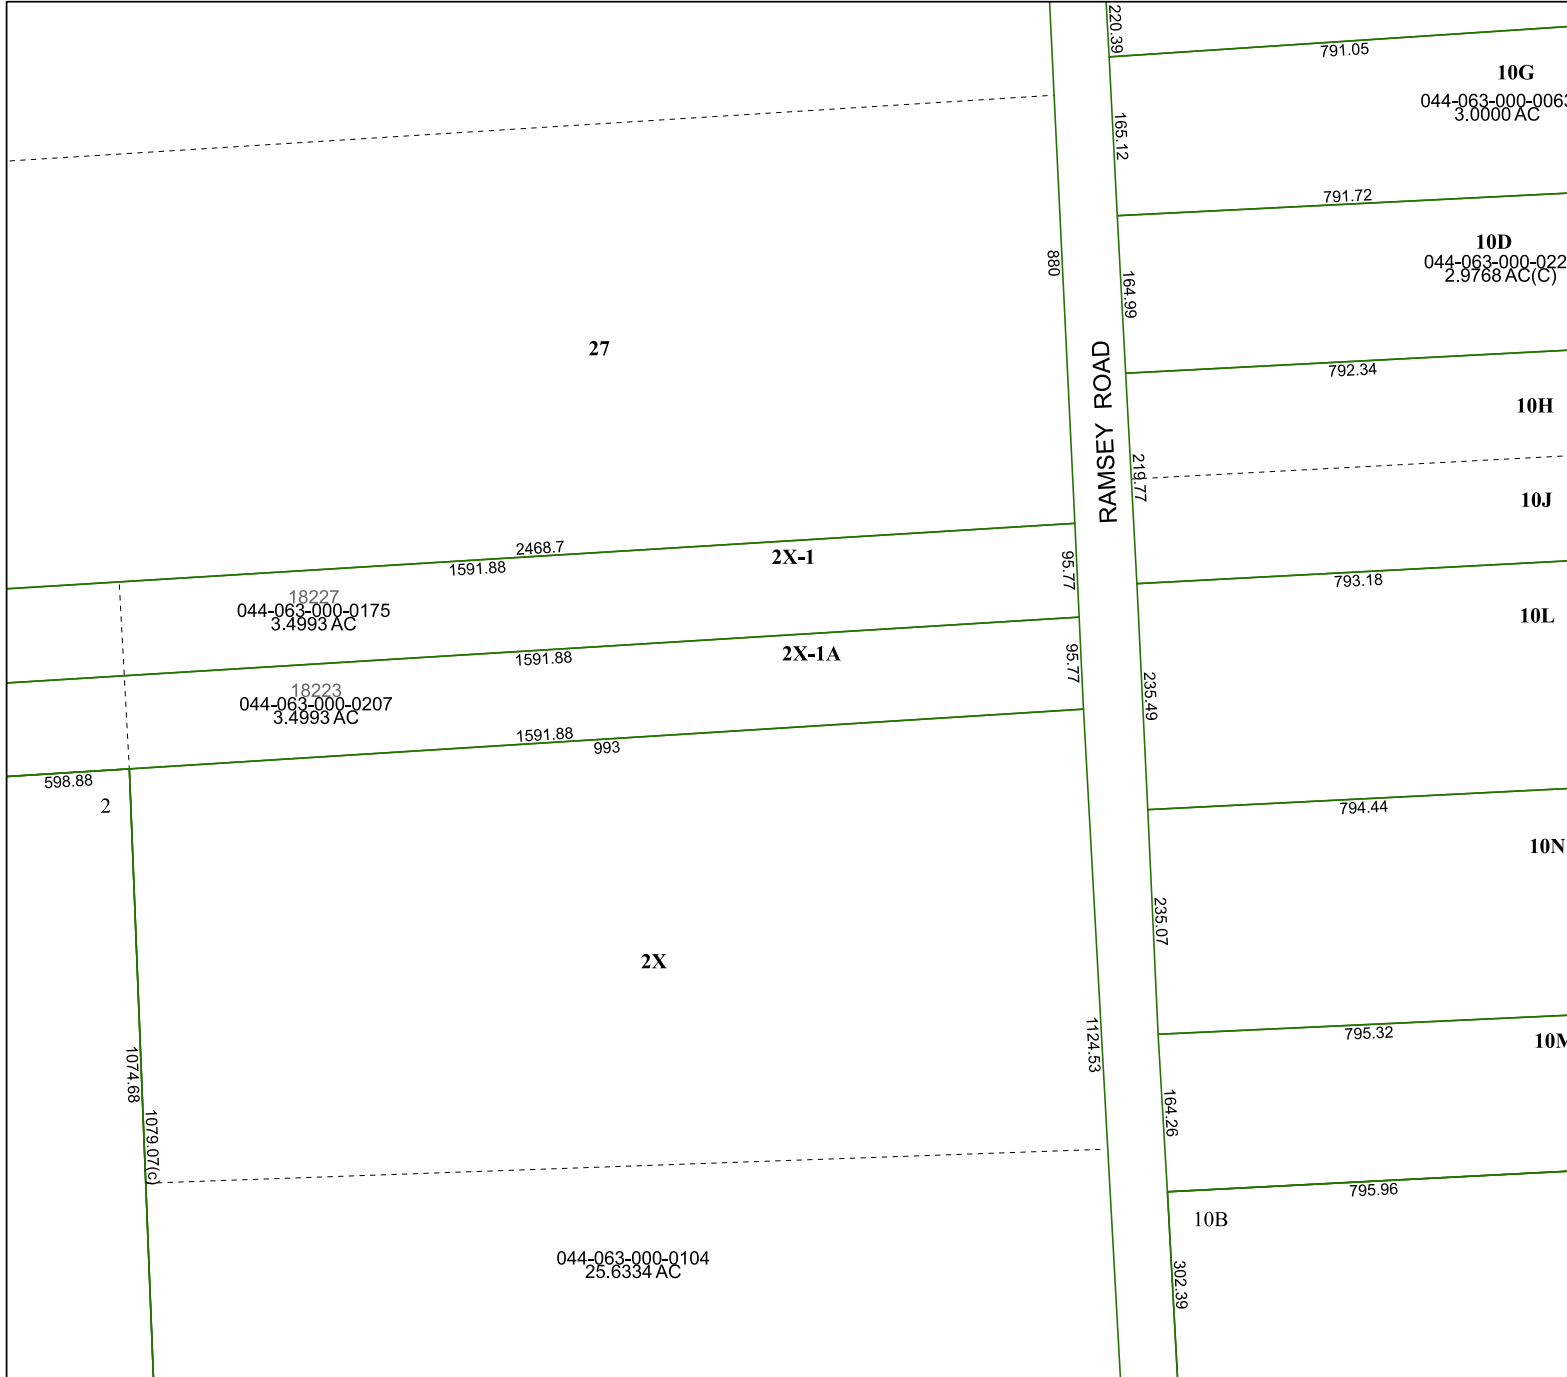 220.39
791.05
10G
044-063-000-0063
3.0000 AC
165.12
791.72
10D
044-063-000-022
2.9768 AC(C)
880
164.99
27
792.34
RAMSEY ROAD
10H
219.77
10J
2468.7
1591.88
2X-1
95.77
793.18
18227
044-063-000-0175
3.4993 AC
10L
1591.88
2X-1A
95.77
18223
044-063-000-0207
3.4993 AC
235.49
1591.88
993
598.88
2
794.44
10N
235.07
2X
1124.53
795.32
10M
1074.68
1079.07(c)
164.26
795.96
10B
044-063-000-0104
25.6334 AC
302.39